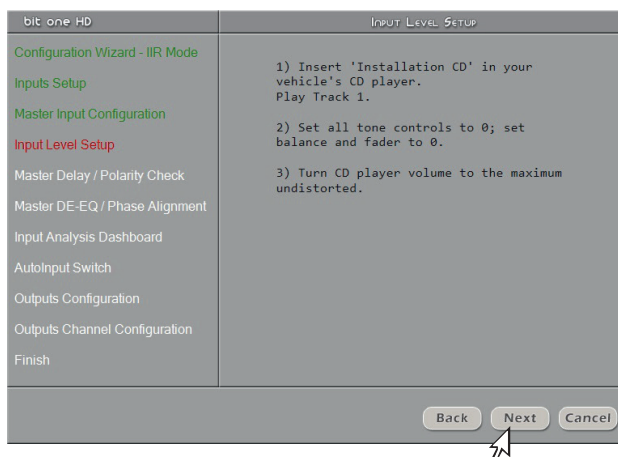 bit one HD
Input Level Setup
Configuration Wizard - IIR Mode
Inputs Setup
Master Input Configuration
Input Level Setup
Master Delay / Polarity Check
Master DE-EQ / Phase Alignment
Input Analysis Dashboard
AutoInput Switch
Outputs Configuration
Outputs Channel Configuration
Finish
1) Insert 'Installation CD' in your
vehicle's CD player.
Play Track 1.
2) Set all tone controls to 0; set
balance and fader to 0.
3) Turn CD player volume to the maximum
undistorted.
Back Next Cancel